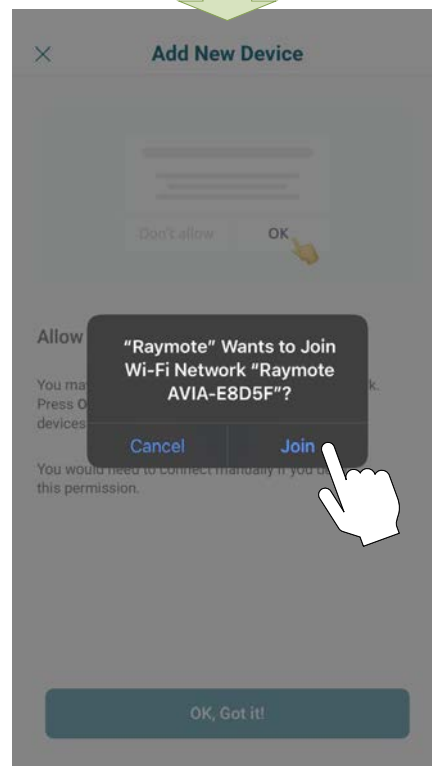 Add New Device
Don't allow
OK
Allow
"Raymote" Wants to Join
Wi-Fi Network "Raymote
AVIA-E8D5F"?
You ma
k.
Press O
devices
Cancel
Join
You would need to connect manually if you
this permission.
OK, Got it!